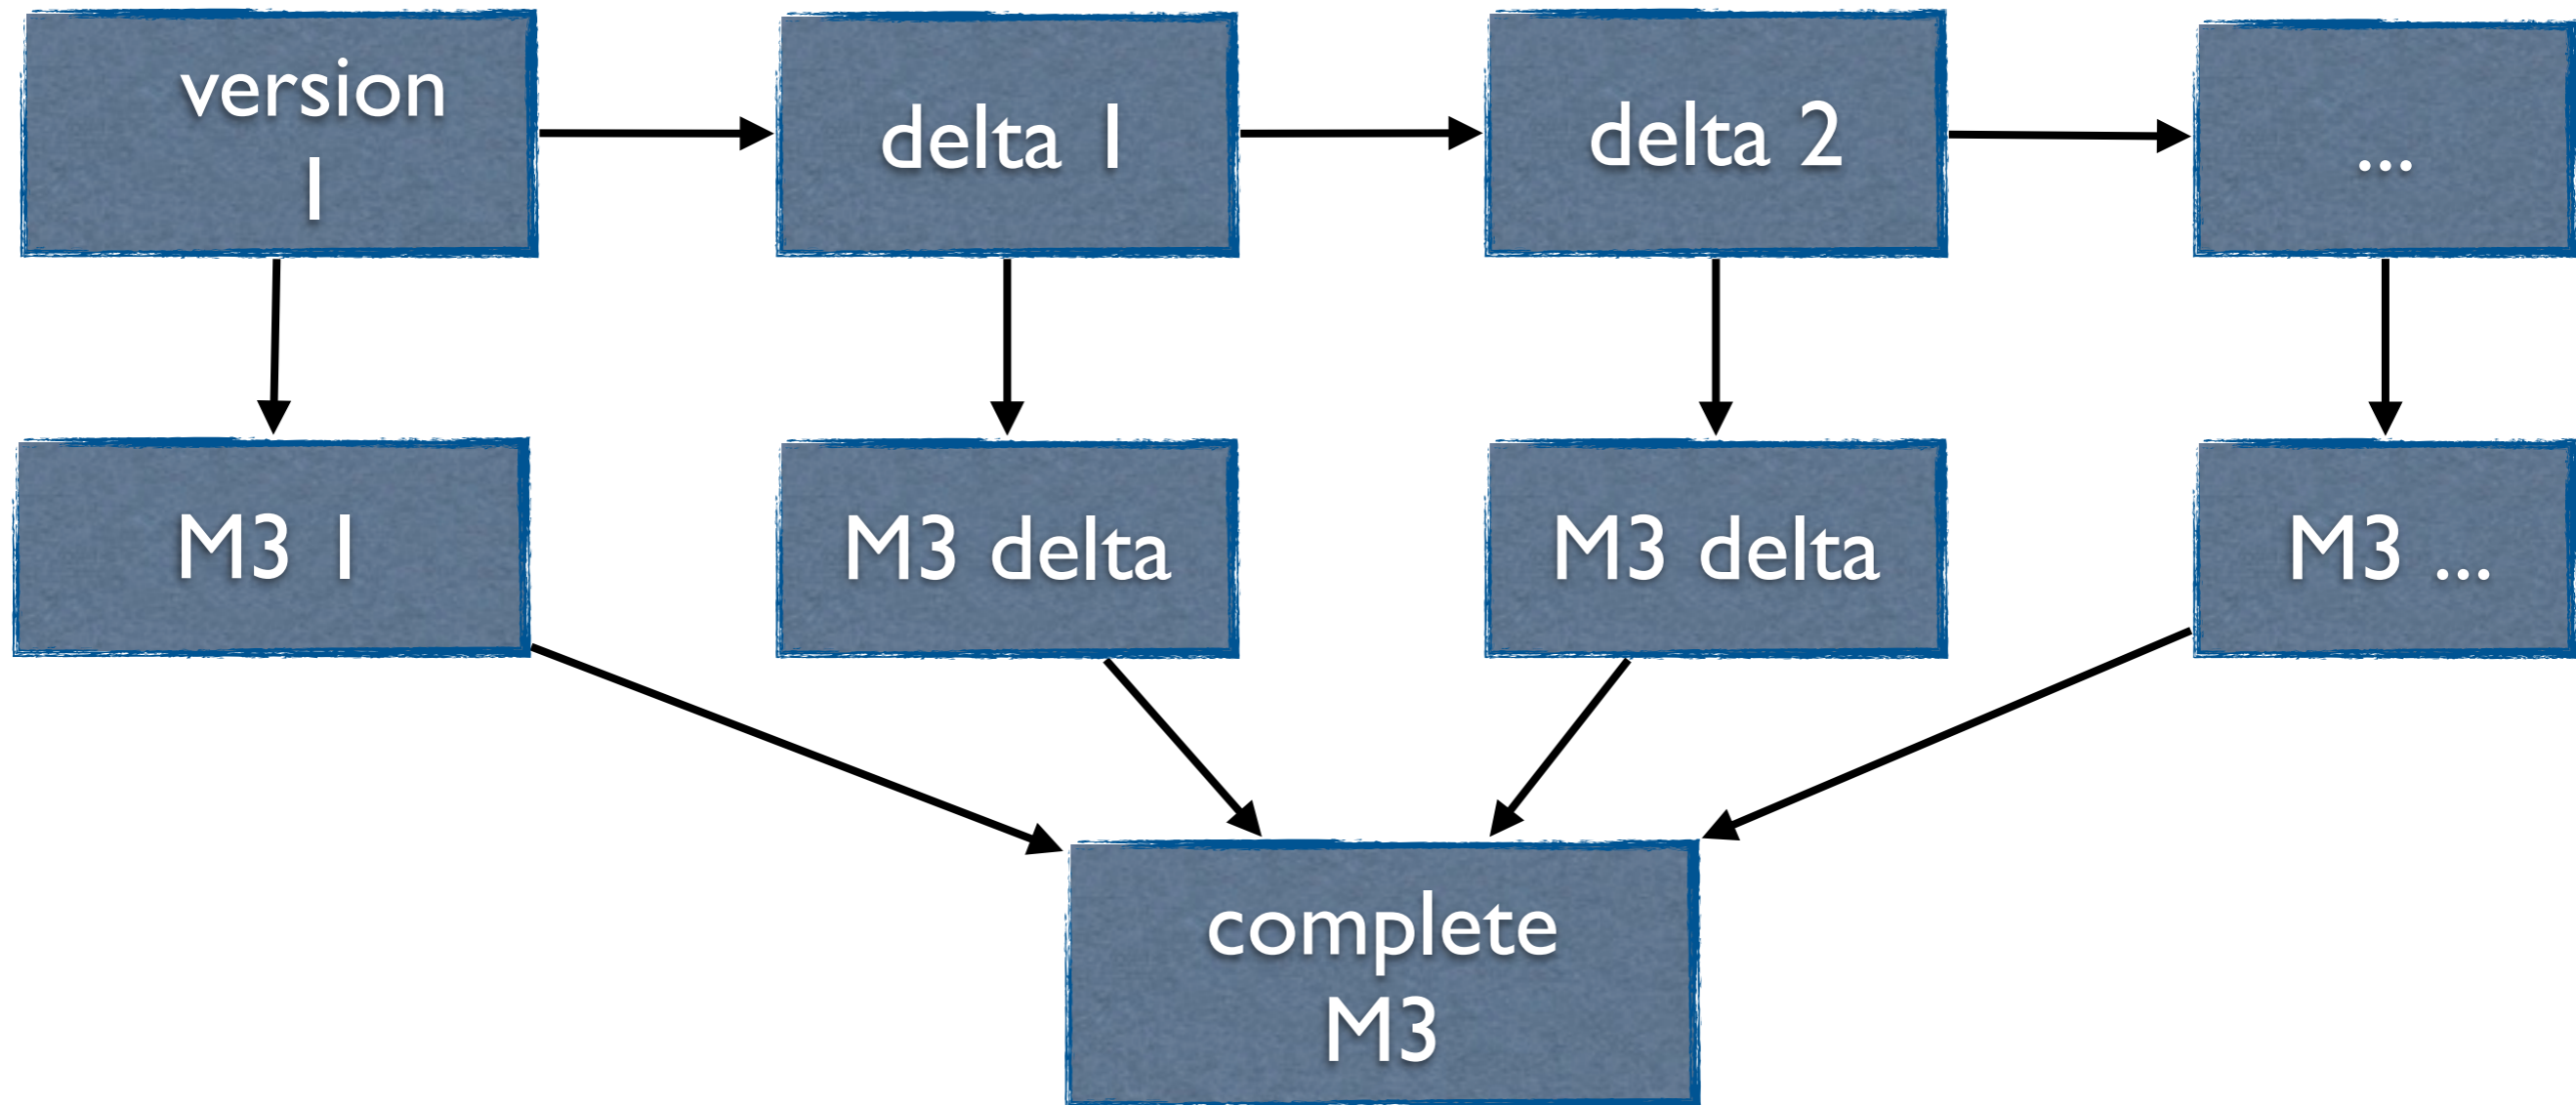 version
1
delta 1
delta 2
...
M3 1
M3 delta
M3 delta
M3 ...
complete
M3